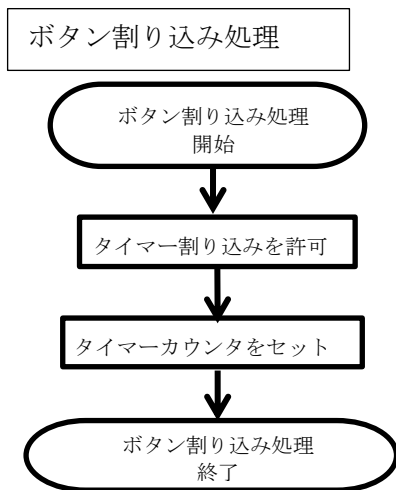 ボタン割り込み処理
ボタン割り込み処理
開始
タイマー割り込みを許可
タイマーカウンタをセット
ボタン割り込み処理
終了